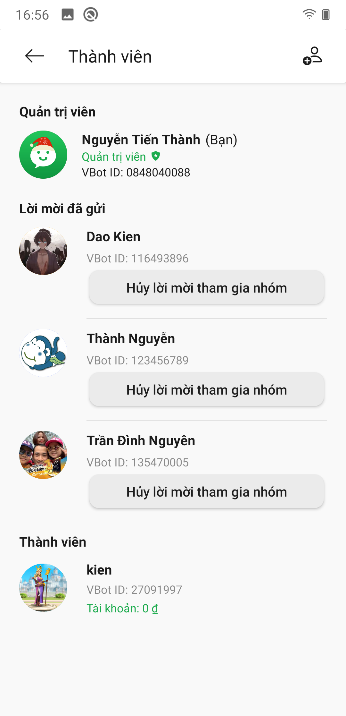 16:56
Thành viên
Quản trị viên
Nguyễn Tiến Thành (Bạn)
Quản trị viên
VBot ID: 0848040088
Lời mời đã gửi
Dao Kien
VBot ID: 116493896
Hủy lời mời tham gia nhóm
Thành Nguyễn
VBot ID: 123456789
Hủy lời mời tham gia nhóm
Trần Đình Nguyên
VBot ID: 135470005
Hủy lời mời tham gia nhóm
Thành viên
kien
VBot ID: 27091997
Tài khoản: 0 ₫